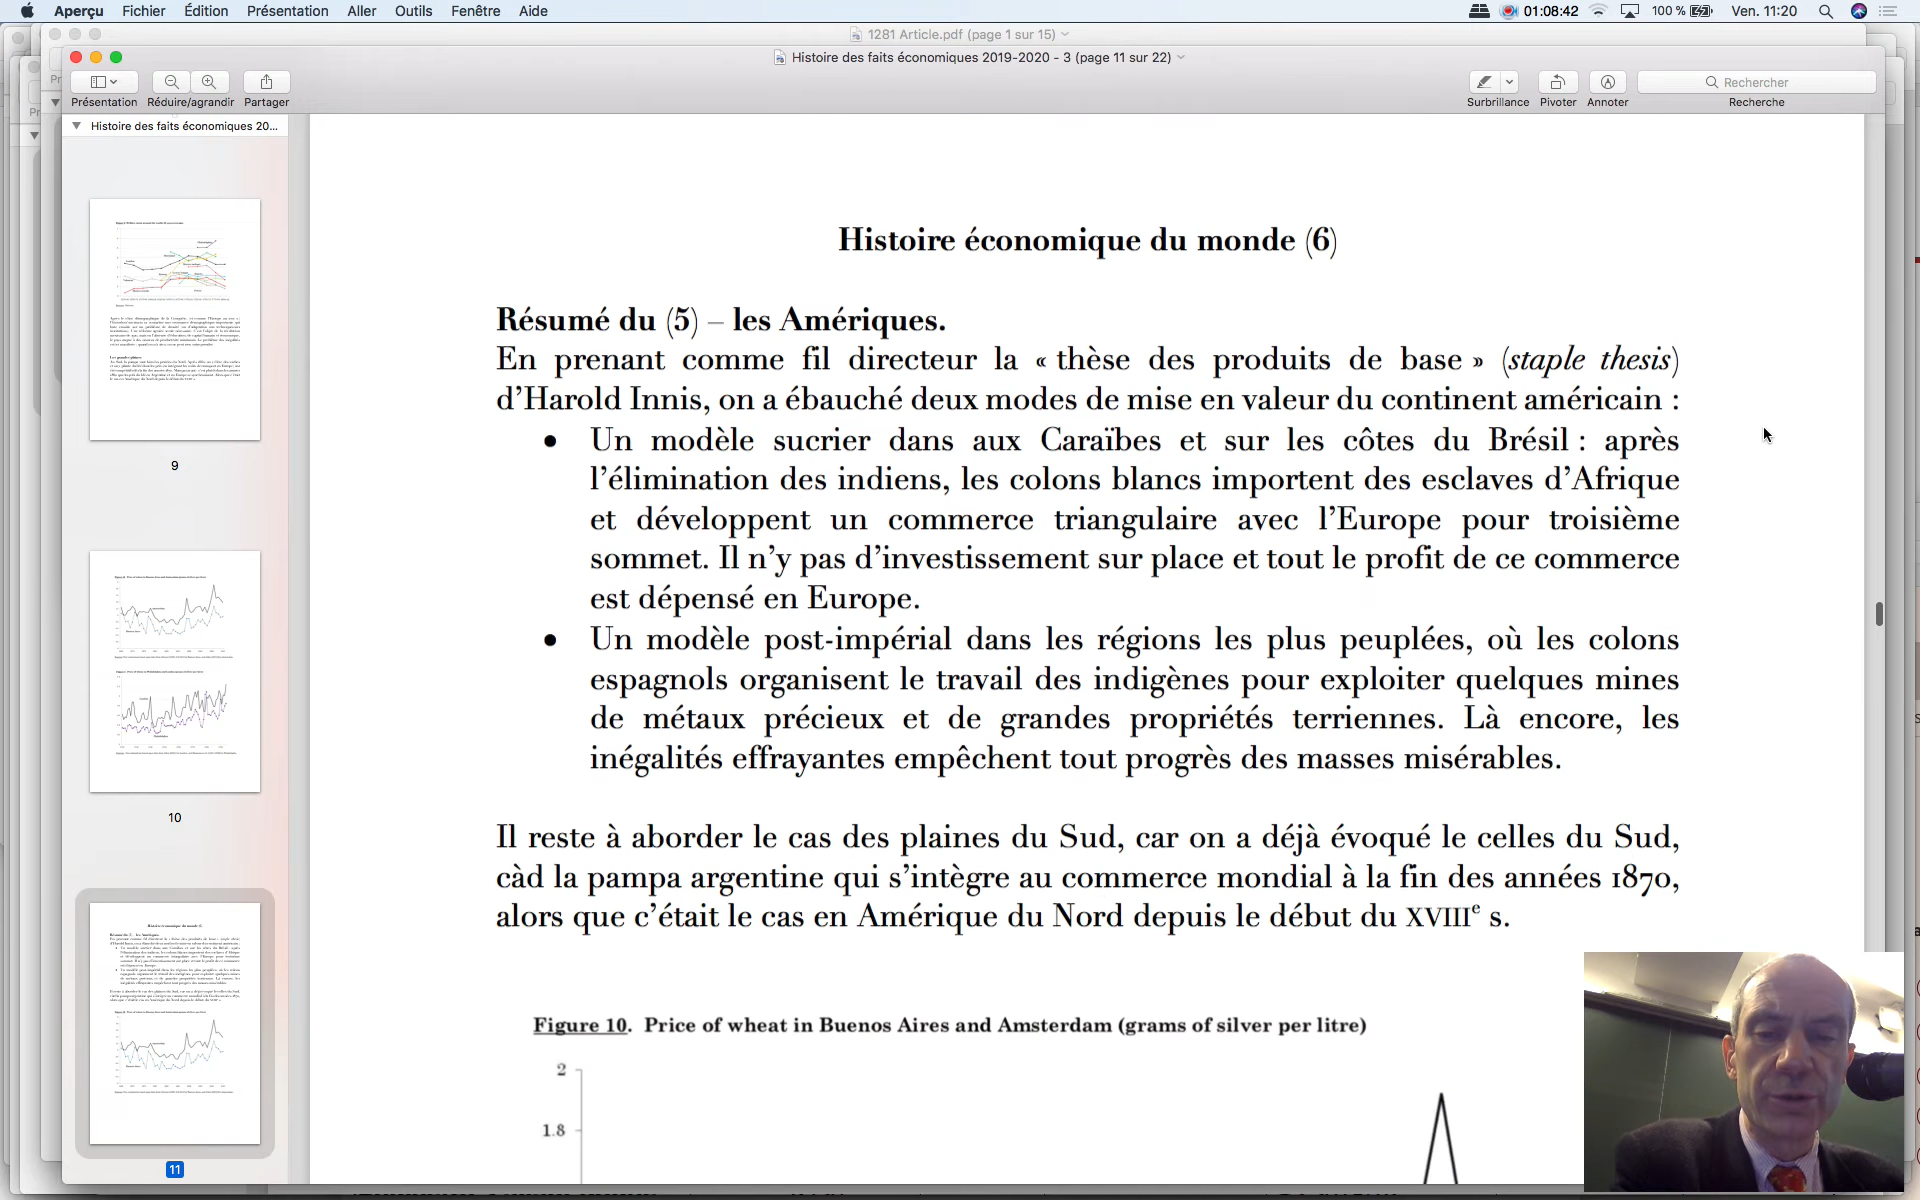 Aperçu Fichier Édition Présentation Aller Outils Fenêtre Aide 01:08:42 100 % Ven. 11:20
1281 Article.pdf (page 1 sur 15)
Histoire des faits économiques 2019-2020 - 3 (page 11 sur 22)
Rechercher
Présentation Réduire/agrandir Partager Surbrillance Pivoter Annoter Recherche
Histoire des faits économiques 20...
9
10
11
Histoire économique du monde (6)
Résumé du (5) – les Amériques.
En prenant comme fil directeur la « thèse des produits de base » (staple thesis)
d'Harold Innis, on a ébauché deux modes de mise en valeur du continent américain :
● Un modèle sucrier dans aux Caraïbes et sur les côtes du Brésil : après
l'élimination des indiens, les colons blancs importent des esclaves d'Afrique
et développent un commerce triangulaire avec l'Europe pour troisième
sommet. Il n'y pas d'investissement sur place et tout le profit de ce commerce
est dépensé en Europe.
● Un modèle post-impérial dans les régions les plus peuplées, où les colons
espagnols organisent le travail des indigènes pour exploiter quelques mines
de métaux précieux et de grandes propriétés terriennes. Là encore, les
inégalités effrayantes empêchent tout progrès des masses misérables.
Il reste à aborder le cas des plaines du Sud, car on a déjà évoqué le celles du Sud,
càd la pampa argentine qui s'intègre au commerce mondial à la fin des années 1870,
alors que c'était le cas en Amérique du Nord depuis le début du XVIIIe s.
Figure 10. Price of wheat in Buenos Aires and Amsterdam (grams of silver per litre)
2
1.8